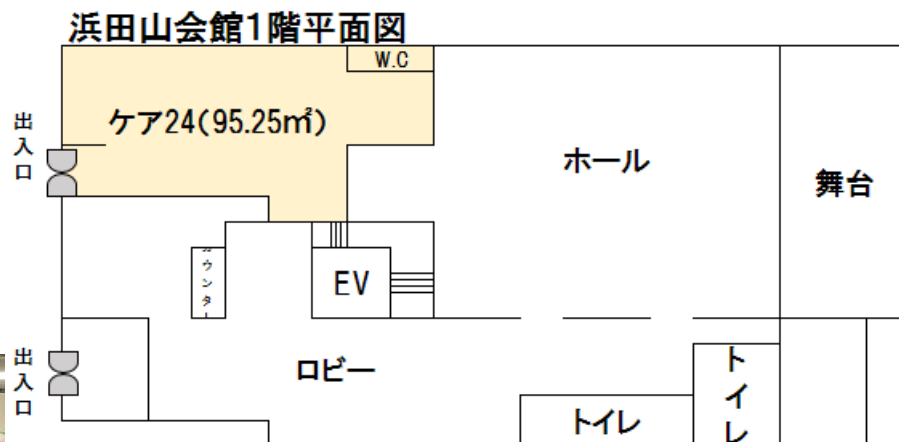 浜田山会館1階平面図
W.C
ケア24(95.25㎡)
出入口
ホール
舞台
カウンター
EV
出入口
ロビー
トイレ
トイレ